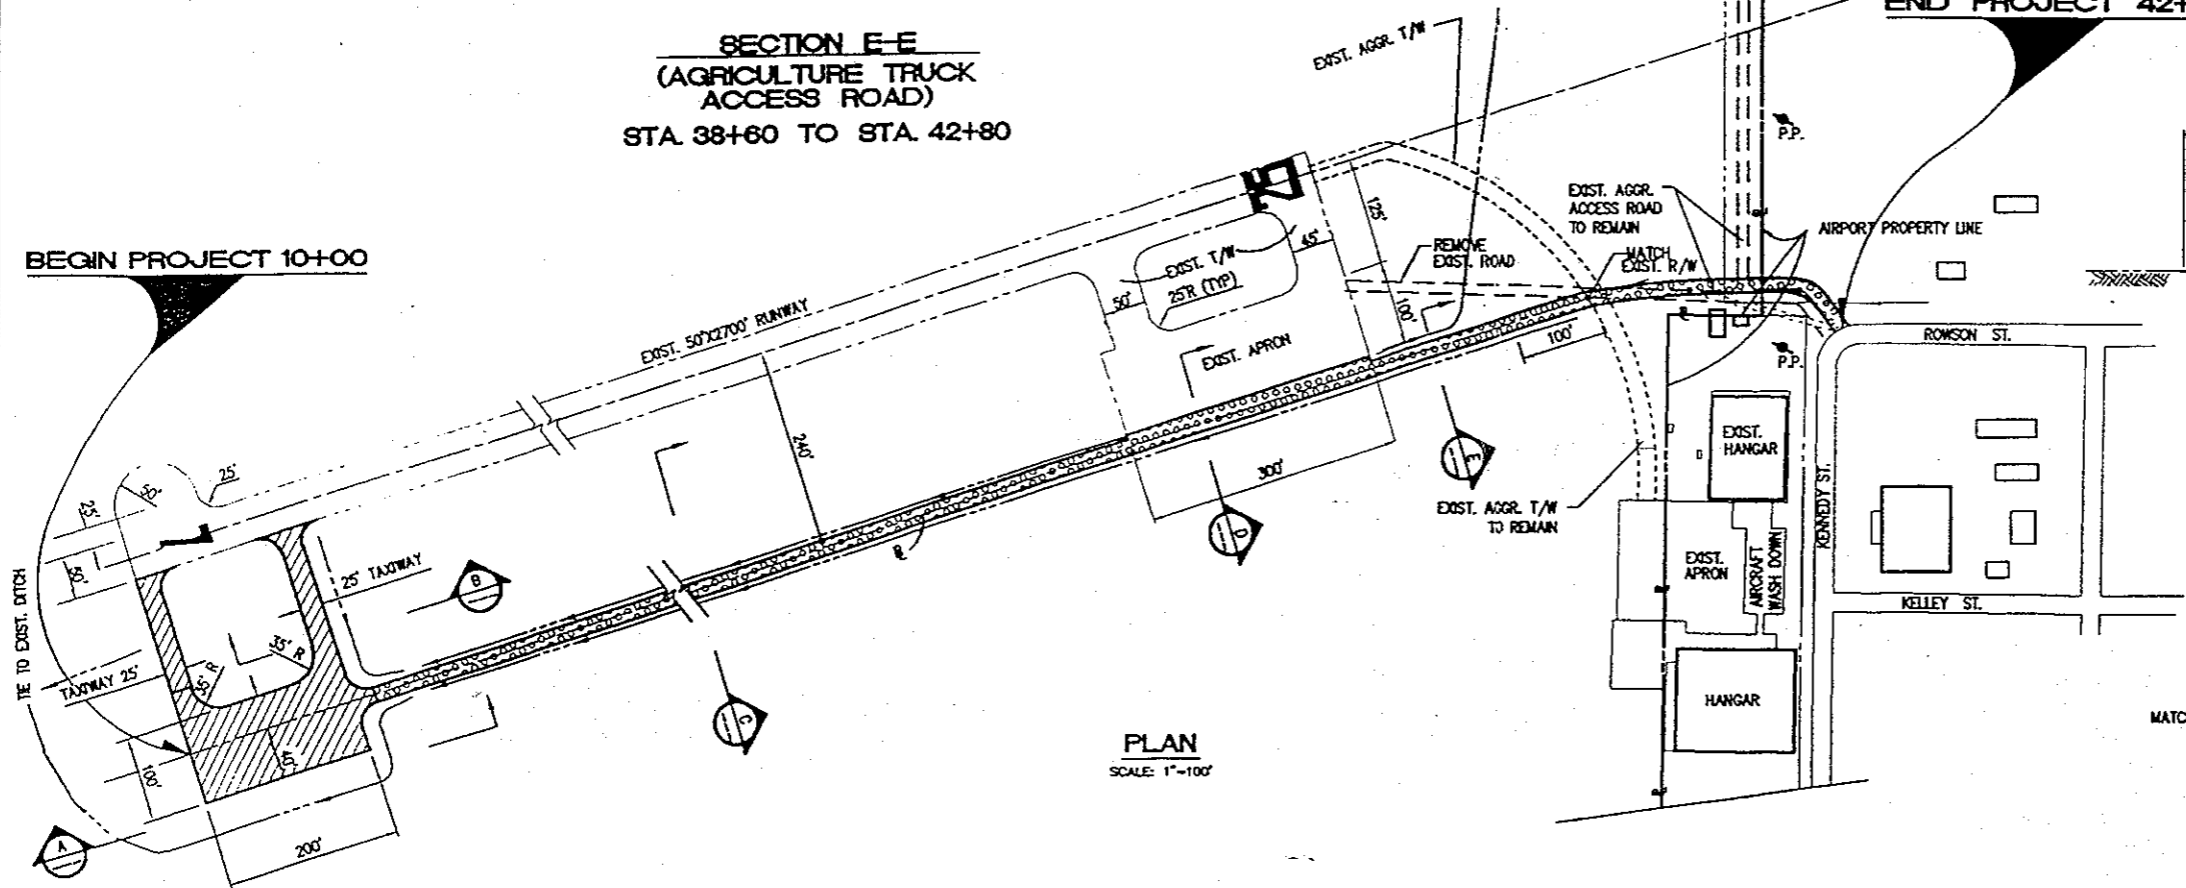 SECTION E-E
(AGRICULTURE TRUCK
ACCESS ROAD)
STA. 38+60 TO STA. 42+80
END PROJECT 42+
BEGIN PROJECT 10+00
EXIST. AGGR. T/W
P.P.
EXIST. AGGR.
ACCESS ROAD
TO REMAIN
AIRPORT PROPERTY LINE
MATCH
EXIST. R/W
REMOVE
EXIST. ROAD
125'
45'
EXIST. T/W
25'R (TYP)
50'
100'
100'
EXIST. 50'X2700' RUNWAY
EXIST. APRON
ROWSON ST.
P.P.
240'
300'
E
D
C
B
A
EXIST. AGGR. T/W
TO REMAIN
EXIST.
HANGAR
KENNEDY ST.
EXIST.
APRON
AIRCRAFT
WASH DOWN
KELLEY ST.
HANGAR
MATC
25'
50'
25'
50'
1
25' TAXIWAY
35' R
35' R
TAXIWAY 25'
TIE TO EXIST. DITCH
100'
40'
200'
PLAN
SCALE: 1"=100'